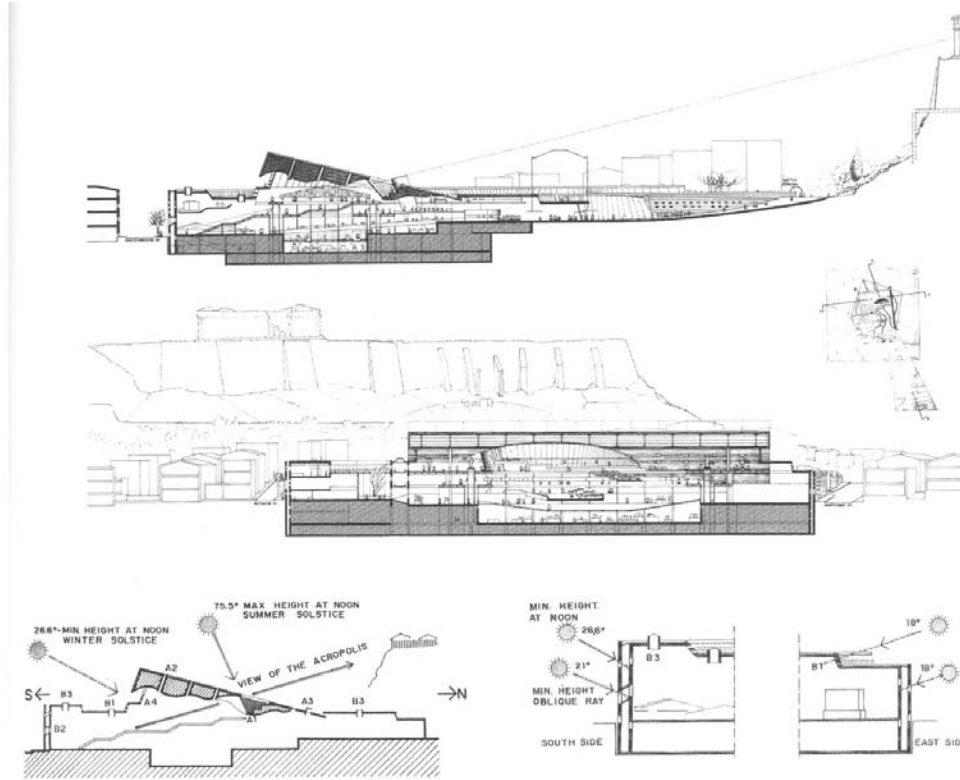 75.5° MAX HEIGHT AT NOON
SUMMER SOLSTICE
26.6°-MIN. HEIGHT AT NOON
WINTER SOLSTICE
VIEW OF THE ACROPOLIS
A2
S
N
B3
B1
A4
A1
A3
B3
B2
MIN. HEIGHT
AT NOON
26,6°
B3
21°
MIN. HEIGHT
OBLIQUE RAY
18°
B1
18°
SOUTH SIDE
EAST SID